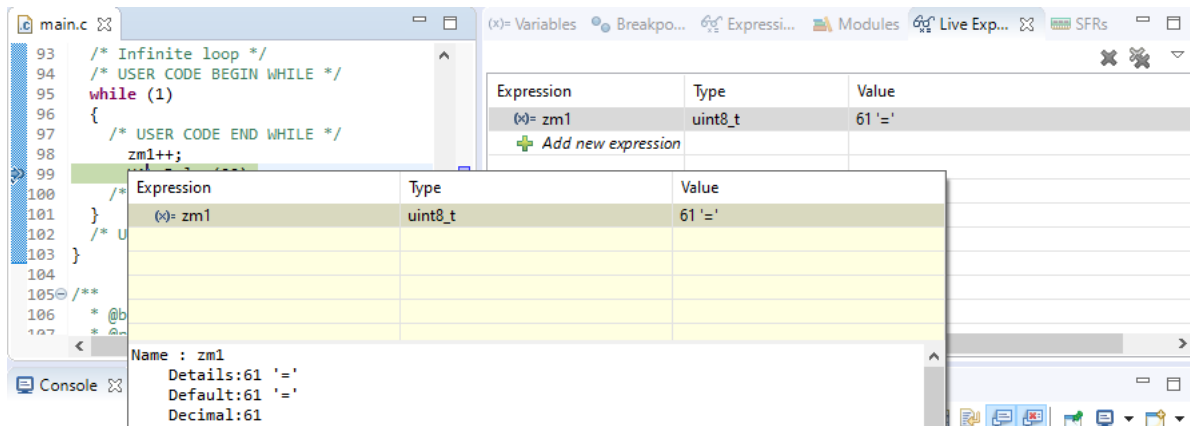 main.c
93 /* Infinite loop */
94 /* USER CODE BEGIN WHILE */
95 while (1)
96 {
97 /* USER CODE END WHILE */
98 zm1++;
99
100 /*
101 }
102 /* U
103 }
104
105 /**
106 * @b
107
(x)= Variables Breakpo... Expressi... Modules Live Exp... SFRs
Expression Type Value
(x)= zm1 uint8_t 61 '='
Add new expression
Expression Type Value
(x)= zm1 uint8_t 61 '='
Name : zm1
Details:61 '='
Default:61 '='
Decimal:61
Console